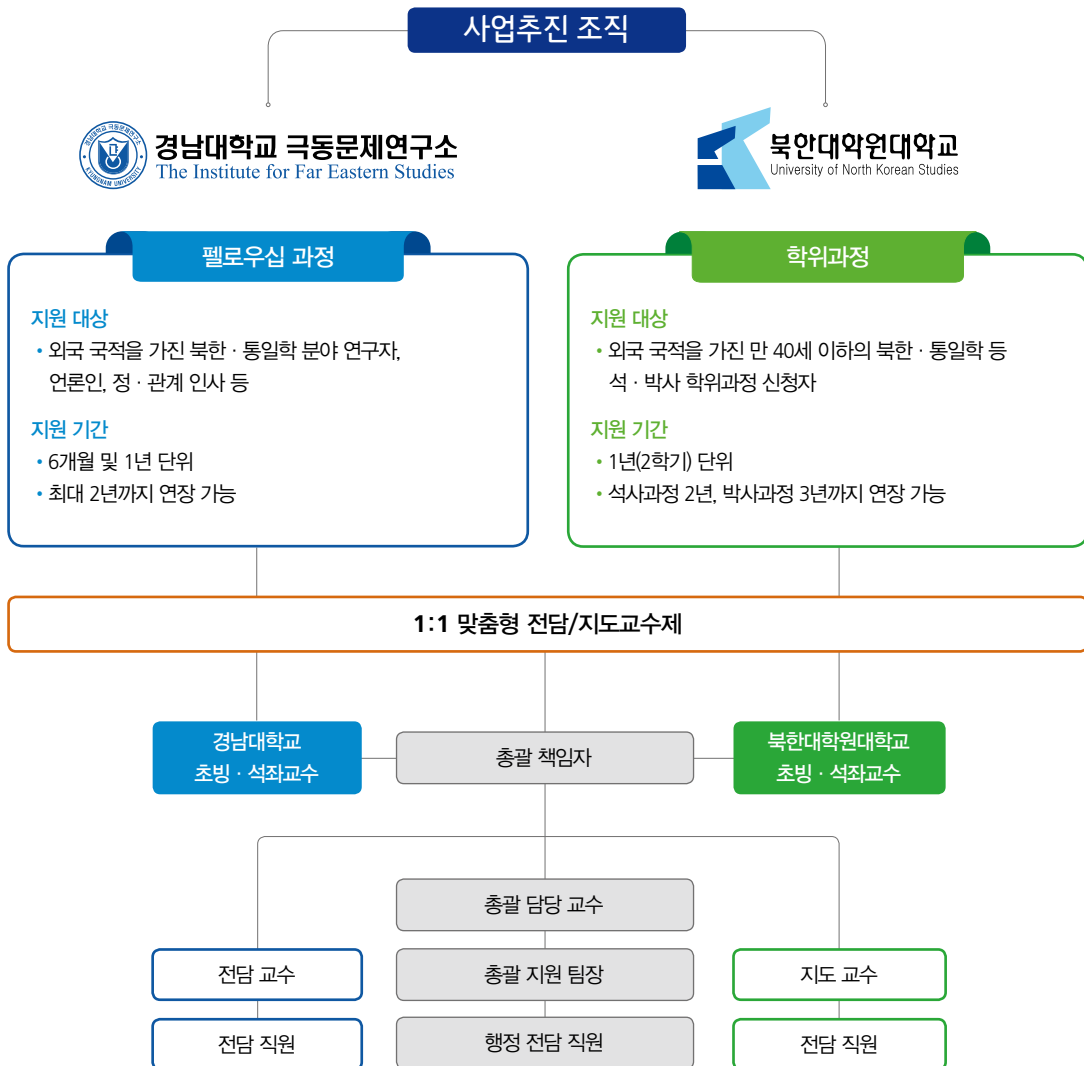 사업추진 조직
경남대학교 극동문제연구소
The Institute for Far Eastern Studies
북한대학원대학교
University of North Korean Studies
펠로우십 과정
지원 대상
• 외국 국적을 가진 북한 · 통일학 분야 연구자,
언론인, 정 · 관계 인사 등
지원 기간
• 6개월 및 1년 단위
• 최대 2년까지 연장 가능
학위과정
지원 대상
• 외국 국적을 가진 만 40세 이하의 북한 · 통일학 등
석 · 박사 학위과정 신청자
지원 기간
• 1년(2학기) 단위
• 석사과정 2년, 박사과정 3년까지 연장 가능
1:1 맞춤형 전담/지도교수제
경남대학교
초빙 · 석좌교수
총괄 책임자
북한대학원대학교
초빙 · 석좌교수
총괄 담당 교수
전담 교수
총괄 지원 팀장
지도 교수
전담 직원
행정 전담 직원
전담 직원